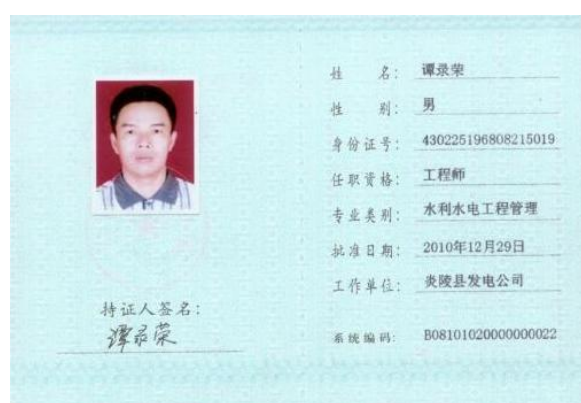 姓 名： 谭录荣
性 别： 男
身份证号： 430225196808215019
任职资格： 工程师
专业类别： 水利水电工程管理
批准日期： 2010年12月29日
工作单位： 炎陵县发电公司
系统编码： B08101020000000022
持证人签名：
谭录荣